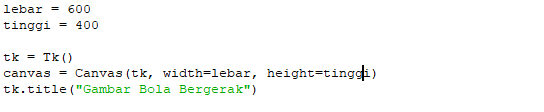 lebar = 600
tinggi = 400
tk = Tk()
canvas = Canvas(tk, width=lebar, height=tinggi)
tk.title("Gambar Bola Bergerak")